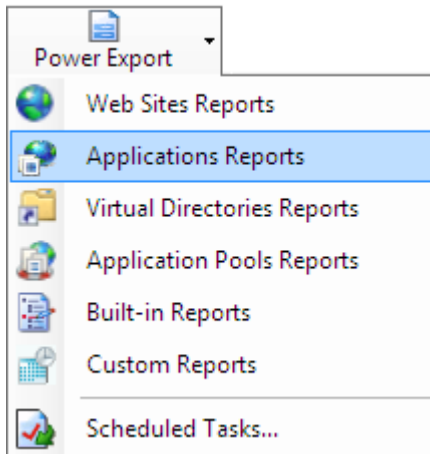 Power Export
Web Sites Reports
Applications Reports
Virtual Directories Reports
Application Pools Reports
Built-in Reports
Custom Reports
Scheduled Tasks...